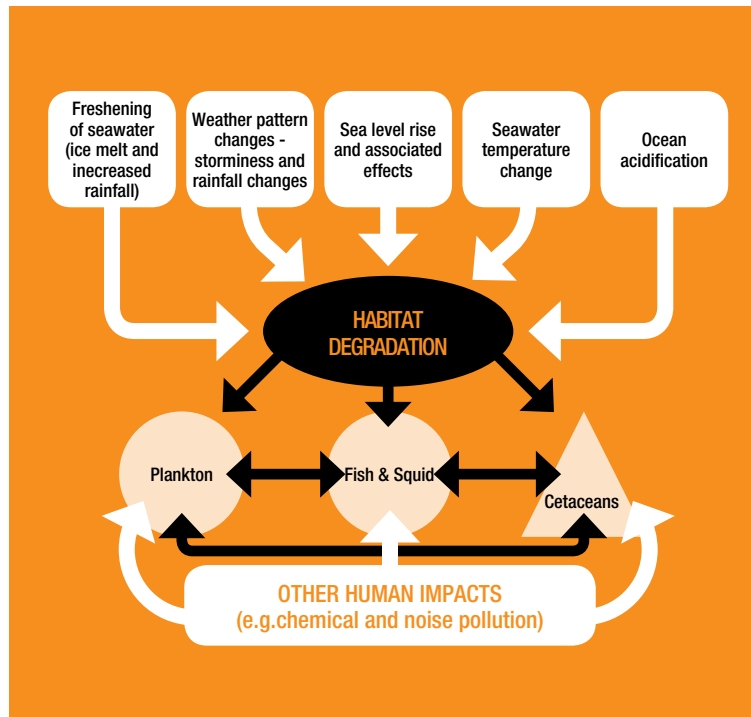 Freshening
of seawater
(ice melt and
inecreased
rainfall)
Weather pattern
changes -
storminess and
rainfall changes
Sea level rise
and associated
effects
Seawater
temperature
change
Ocean
acidification
HABITAT
DEGRADATION
Plankton
Fish & Squid
Cetaceans
OTHER HUMAN IMPACTS
(e.g.chemical and noise pollution)